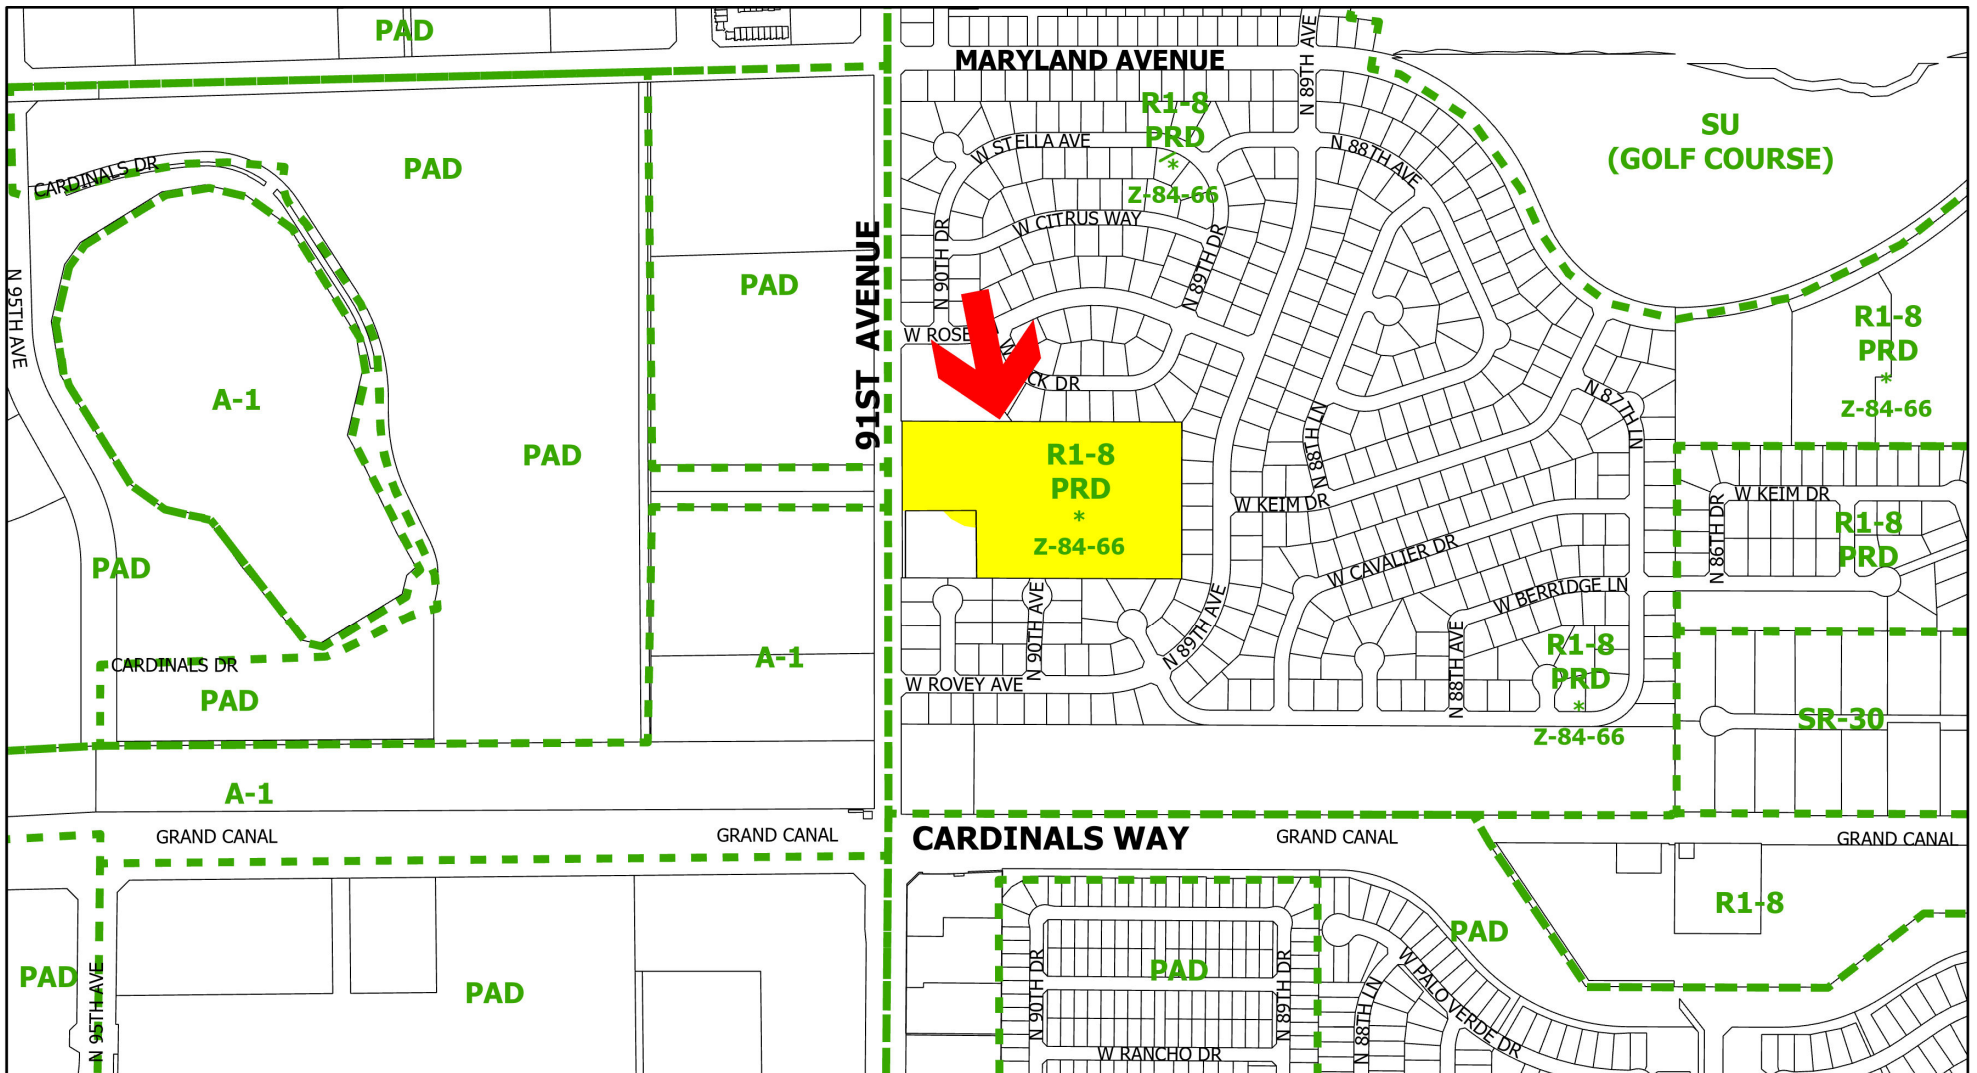 PAD
MARYLAND AVENUE
N 89TH AVE
R1-8
PRD
*
Z-84-66
SU
(GOLF COURSE)
W STELLA AVE
N 88TH AVE
CARDINALS DR
PAD
W CITRUS WAY
N 90TH DR
N 89TH DR
N 95TH AVE
PAD
91ST AVENUE
W ROSE
CK DR
R1-8
PRD
*
Z-84-66
A-1
PAD
N 87TH LN
N 88TH LN
R1-8
PRD
*
Z-84-66
W KEIM DR
W KEIM DR
N 86TH DR
R1-8
PRD
PAD
W CAVALIER DR
W BERRIDGE LN
N 90TH AVE
N 89TH AVE
N 88TH AVE
R1-8
PRD
*
Z-84-66
A-1
CARDINALS DR
PAD
W ROVEY AVE
SR-30
A-1
GRAND CANAL
GRAND CANAL
CARDINALS WAY
GRAND CANAL
GRAND CANAL
R1-8
PAD
PAD
PAD
PAD
N 95TH AVE
N 90TH DR
N 89TH DR
N 88TH LN
W PALO VERDE DR
W RANCHO DR